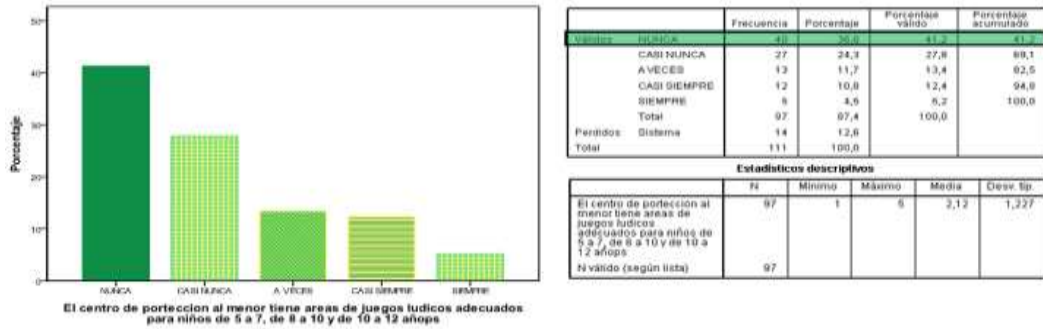 50
40
30
20
10
0
Porcentaje
NUNCA
CASI NUNCA
A VECES
CASI SIEMPRE
SIEMPRE
El centro de porteccion al menor tiene areas de juegos ludicos adecuados
para niños de 5 a 7, de 8 a 10 y de 10 a 12 añops
Frecuencia Porcentaje Porcentaje válido Porcentaje acumulado
Válidos NUNCA 40 36,0 41,2 41,2
CASI NUNCA 27 24,3 27,8 69,1
A VECES 13 11,7 13,4 82,5
CASI SIEMPRE 12 10,8 12,4 94,8
SIEMPRE 5 4,5 5,2 100,0
Total 97 87,4 100,0
Perdidos Sistema 14 12,6
Total 111 100,0
Estadísticos descriptivos
N Mínimo Máximo Media Desv. típ.
El centro de porteccion al
menor tiene areas de
juegos ludicos
adecuados para niños de
5 a 7, de 8 a 10 y de 10 a
12 añops
97 1 5 2,12 1,227
N válido (según lista) 97